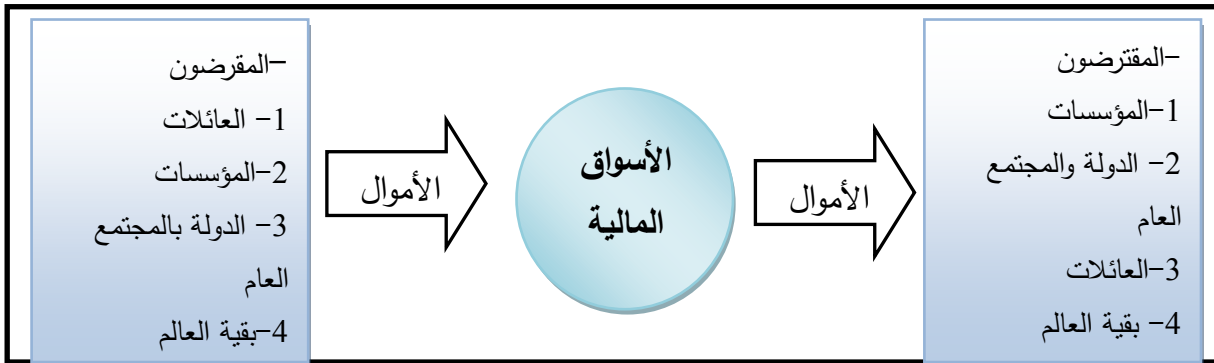 -المقرضون
1- العائلات
2-المؤسسات
3- الدولة بالمجتمع
العام
4-بقية العالم
الأموال
الأسواق
المالية
الأموال
-المقترضون
1-المؤسسات
2- الدولة والمجتمع
العام
3-العائلات
4- بقية العالم